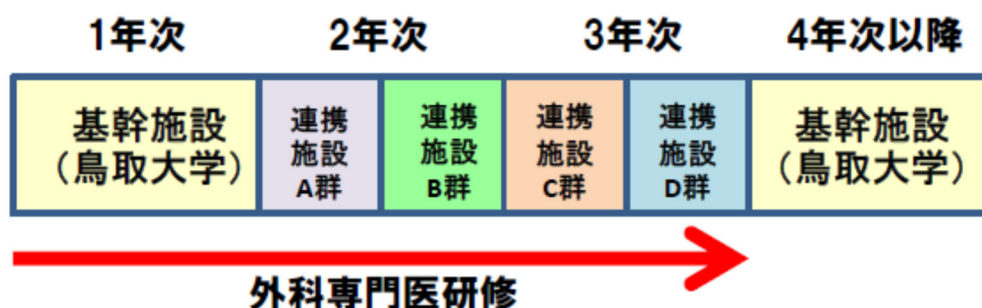 1年次 2年次 3年次 4年次以降
基幹施設
（鳥取大学）
連携
施設
A群
連携
施設
B群
連携
施設
C群
連携
施設
D群
基幹施設
（鳥取大学）
外科専門医研修